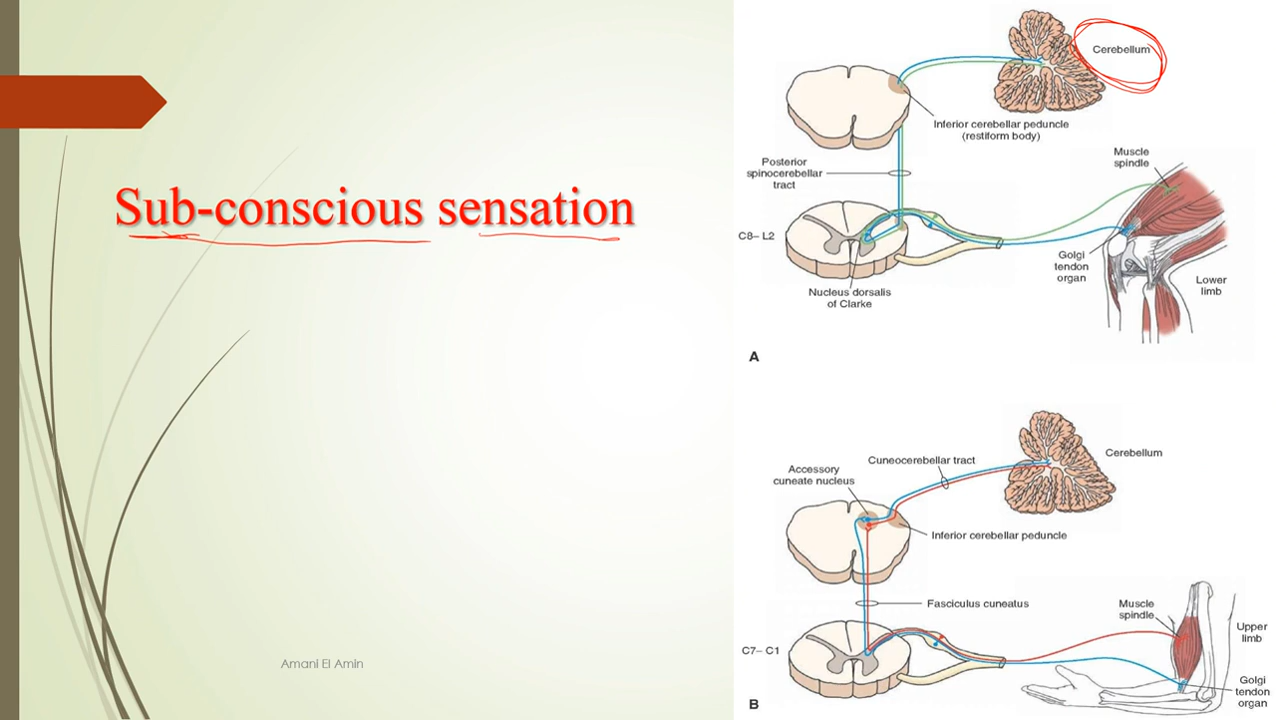 Sub-conscious sensation
Amani El Amin
Cerebellum
Inferior cerebellar peduncle
(restiform body)
Muscle
spindle
Posterior
spinocerebellar
tract
C8– L2
Golgi
tendon
organ
Lower
limb
Nucleus dorsalis
of Clarke
A
Cuneocerebellar tract
Cerebellum
Accessory
cuneate nucleus
Inferior cerebellar peduncle
Fasciculus cuneatus
Muscle
spindle
Upper
limb
C7– C1
Golgi
tendon
organ
B